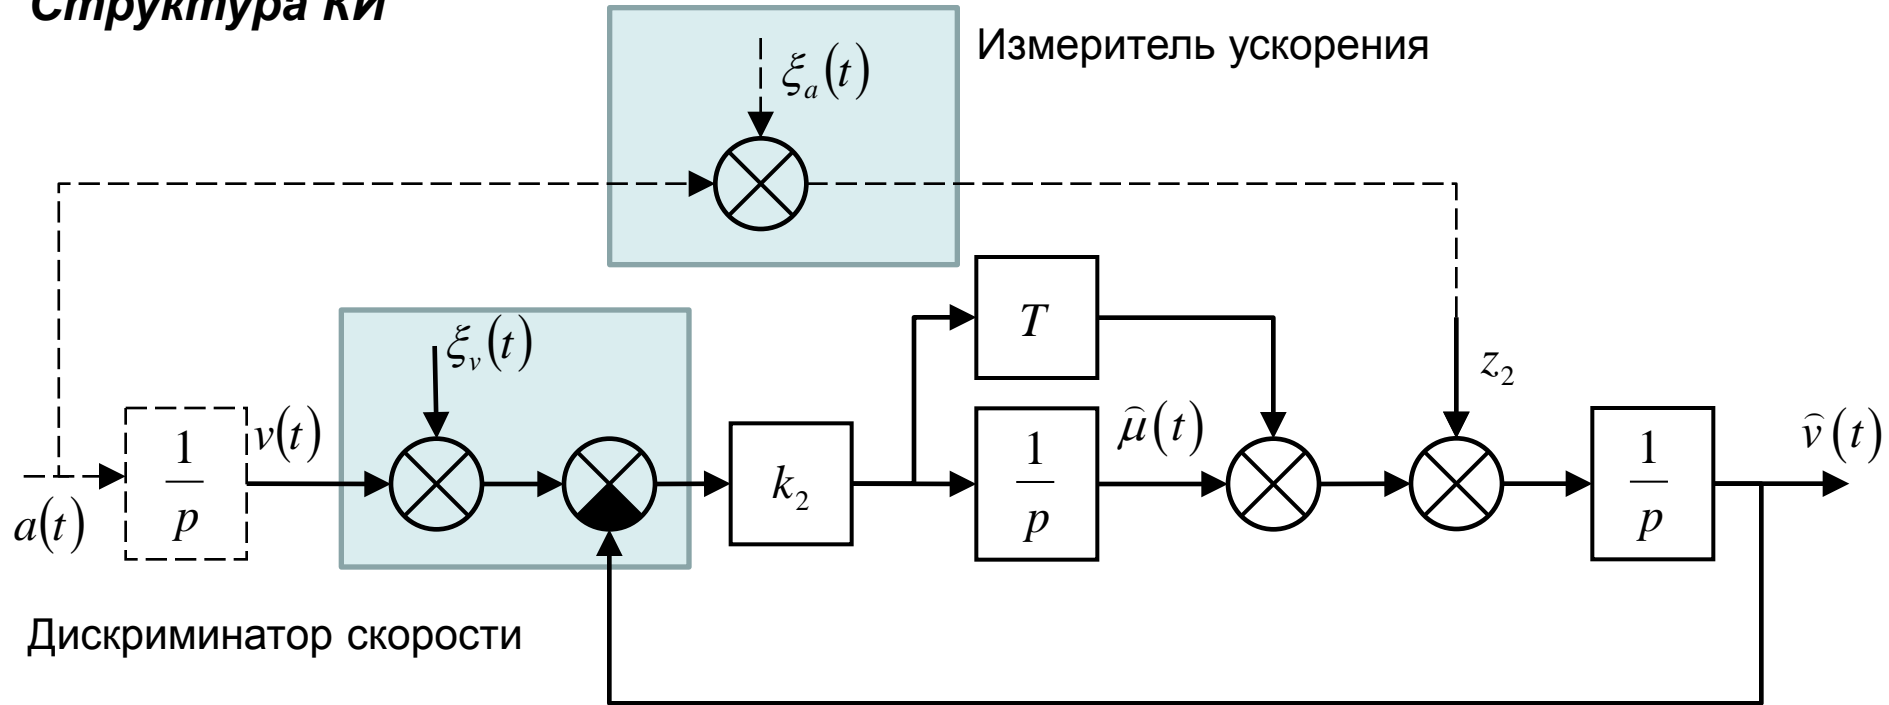 Структура КИ
Измеритель ускорения
ξₐ(t)
T
ξᵥ(t)
z₂
v(t)
μ̂(t)
v̂(t)
1/p
k₂
1/p
1/p
a(t)
Дискриминатор скорости